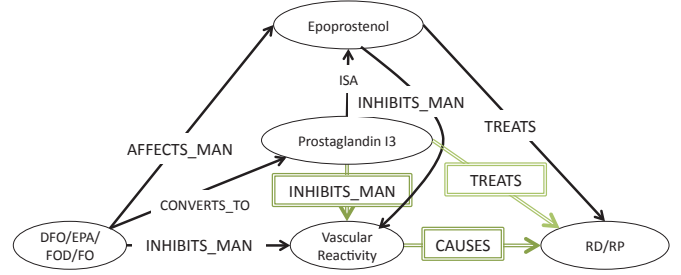 Epoprostenol
ISA
INHIBITS_MAN
TREATS
Prostaglandin I3
AFFECTS_MAN
TREATS
INHIBITS_MAN
CONVERTS_TO
DFO/EPA/
FOD/FO
INHIBITS_MAN
Vascular
Reactivity
CAUSES
RD/RP